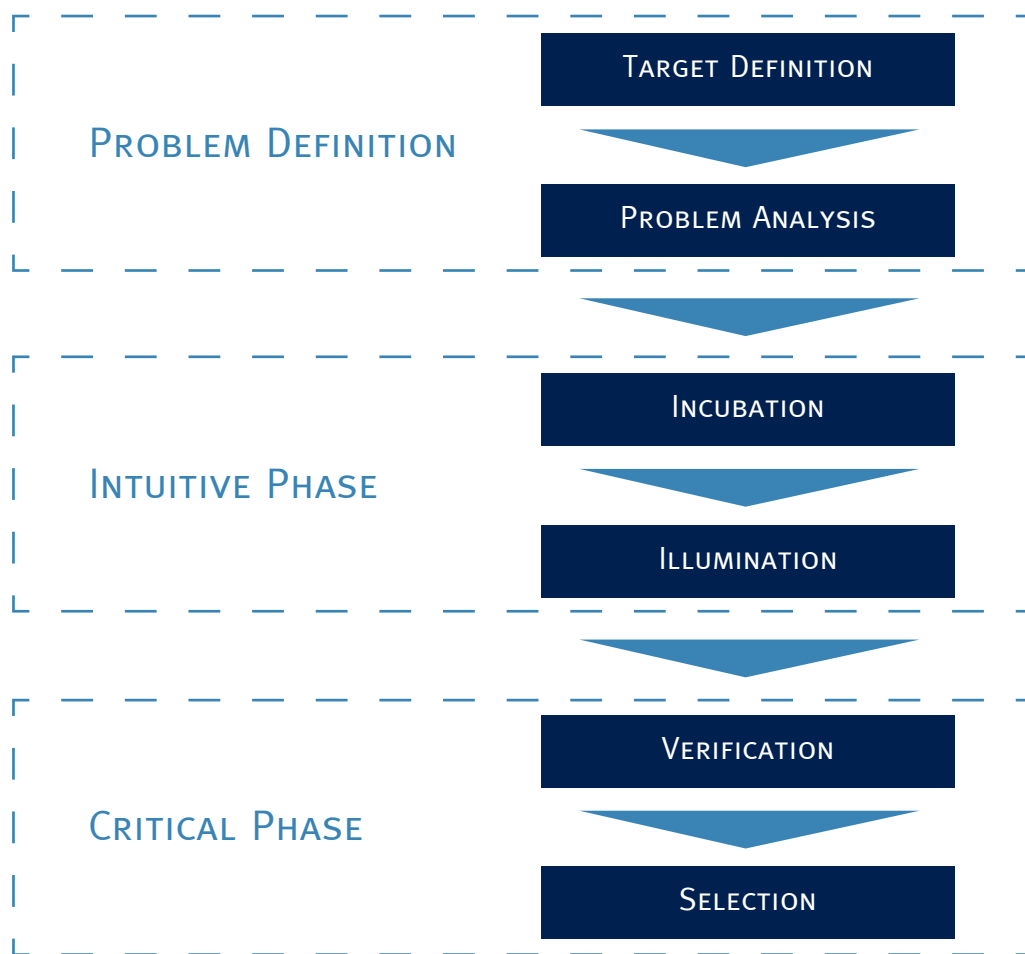 Target Definition
Problem Definition
Problem Analysis
Incubation
Intuitive Phase
Illumination
Verification
Critical Phase
Selection